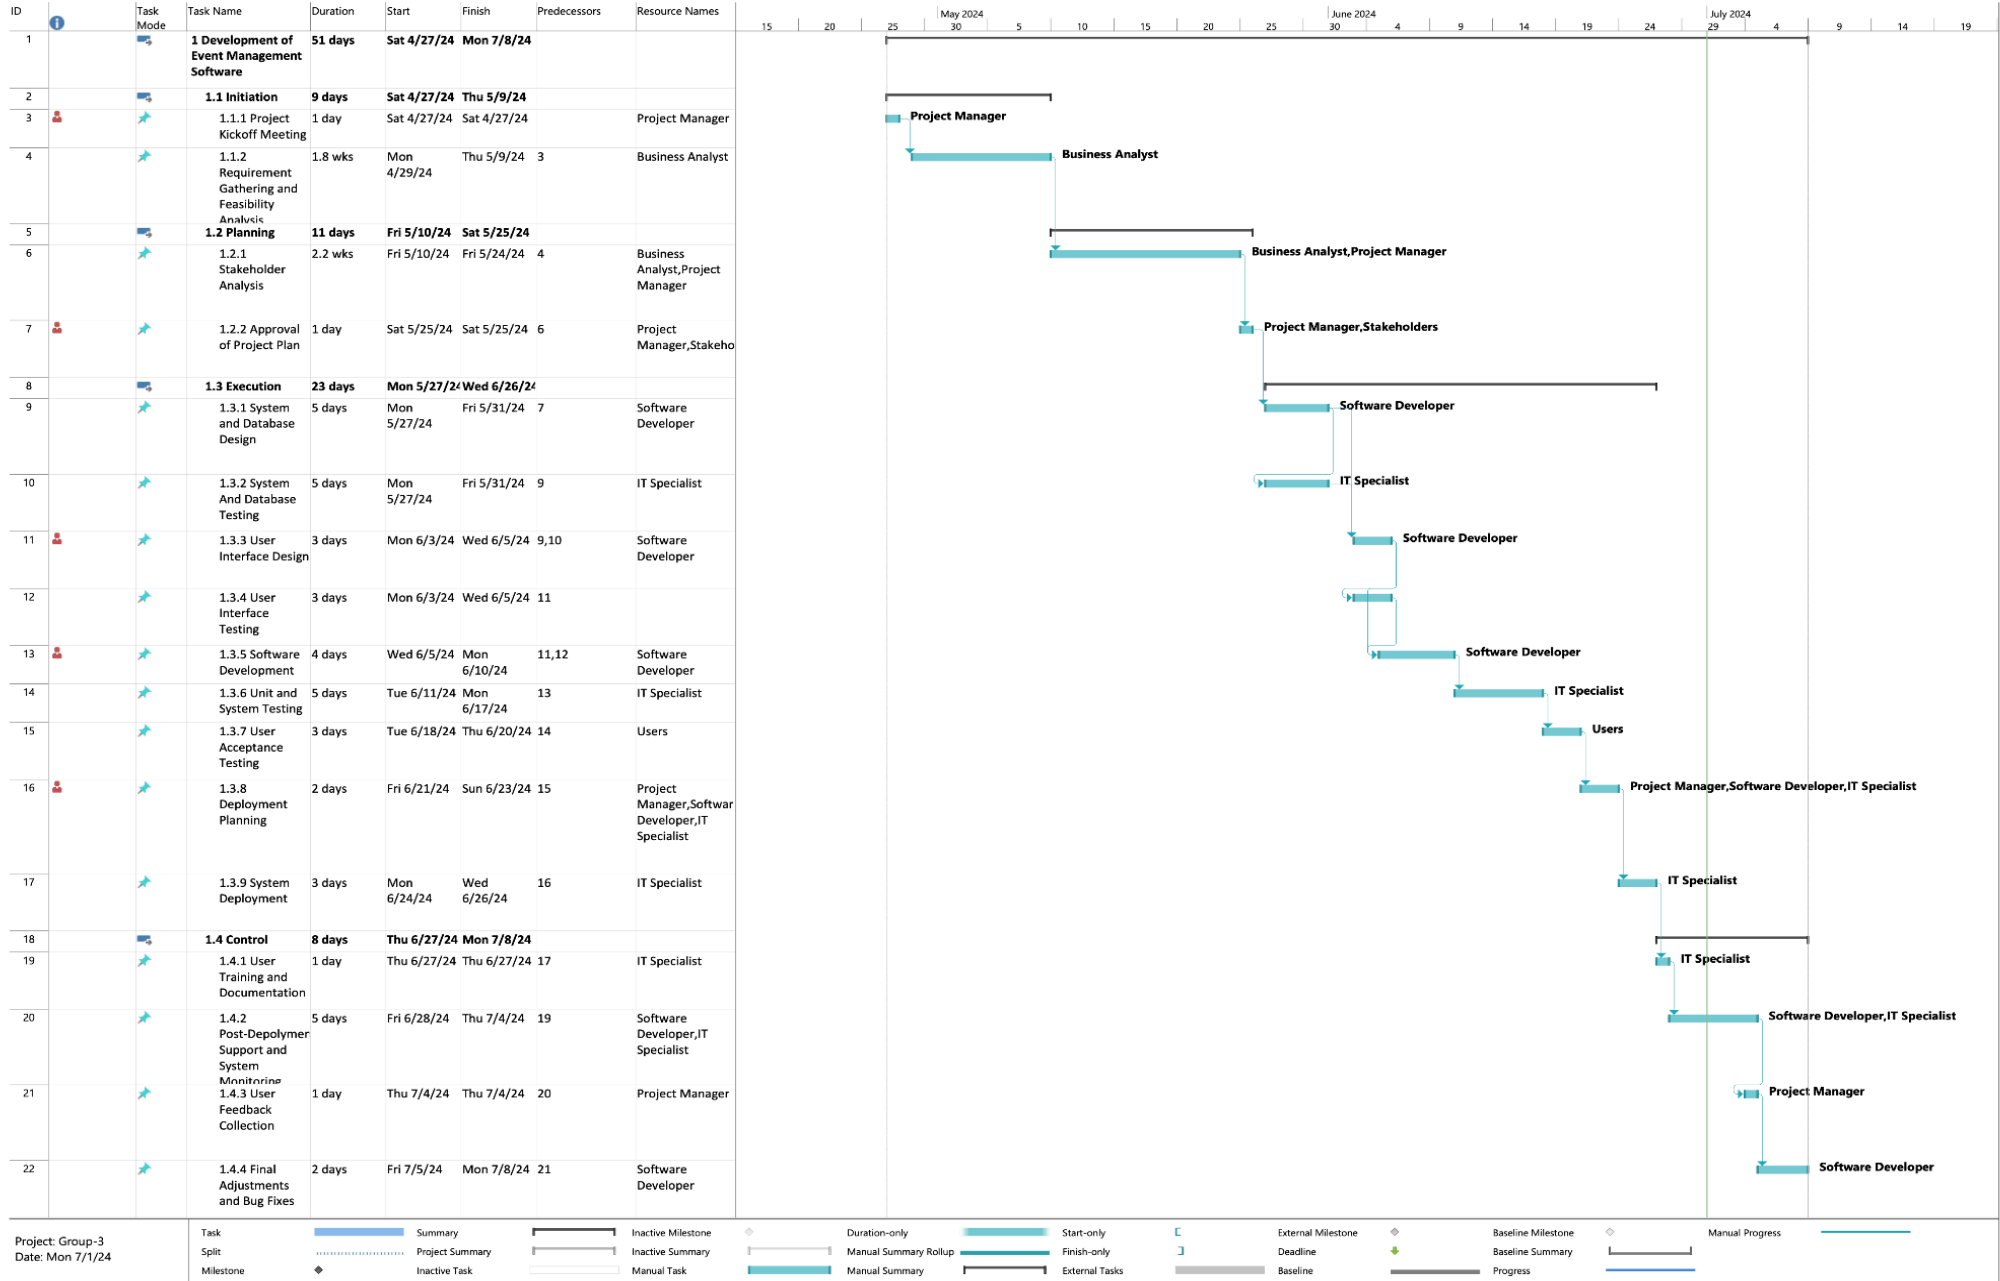 ID Task Mode Task Name Duration Start Finish Predecessors Resource Names
May 2024 June 2024 July 2024
15 20 25 30 5 10 15 20 25 30 4 9 14 19 24 29 4 9 14 19
1 1 Development of Event Management Software 51 days Sat 4/27/24 Mon 7/8/24
2 1.1 Initiation 9 days Sat 4/27/24 Thu 5/9/24
3 1.1.1 Project Kickoff Meeting 1 day Sat 4/27/24 Sat 4/27/24 Project Manager Project Manager
4 1.1.2 Requirement Gathering and Feasibility Analysis 1.8 wks Mon 4/29/24 Thu 5/9/24 3 Business Analyst Business Analyst
5 1.2 Planning 11 days Fri 5/10/24 Sat 5/25/24
6 1.2.1 Stakeholder Analysis 2.2 wks Fri 5/10/24 Fri 5/24/24 4 Business Analyst,Project Manager Business Analyst,Project Manager
7 1.2.2 Approval of Project Plan 1 day Sat 5/25/24 Sat 5/25/24 6 Project Manager,Stakeho Project Manager,Stakeholders
8 1.3 Execution 23 days Mon 5/27/24 Wed 6/26/24
9 1.3.1 System and Database Design 5 days Mon 5/27/24 Fri 5/31/24 7 Software Developer Software Developer
10 1.3.2 System And Database Testing 5 days Mon 5/27/24 Fri 5/31/24 9 IT Specialist IT Specialist
11 1.3.3 User Interface Design 3 days Mon 6/3/24 Wed 6/5/24 9,10 Software Developer Software Developer
12 1.3.4 User Interface Testing 3 days Mon 6/3/24 Wed 6/5/24 11
13 1.3.5 Software Development 4 days Wed 6/5/24 Mon 6/10/24 11,12 Software Developer Software Developer
14 1.3.6 Unit and System Testing 5 days Tue 6/11/24 Mon 6/17/24 13 IT Specialist IT Specialist
15 1.3.7 User Acceptance Testing 3 days Tue 6/18/24 Thu 6/20/24 14 Users Users
16 1.3.8 Deployment Planning 2 days Fri 6/21/24 Sun 6/23/24 15 Project Manager,Softwar Developer,IT Specialist Project Manager,Software Developer,IT Specialist
17 1.3.9 System Deployment 3 days Mon 6/24/24 Wed 6/26/24 16 IT Specialist IT Specialist
18 1.4 Control 8 days Thu 6/27/24 Mon 7/8/24
19 1.4.1 User Training and Documentation 1 day Thu 6/27/24 Thu 6/27/24 17 IT Specialist IT Specialist
20 1.4.2 Post-Depolymer Support and System Monitoring 5 days Fri 6/28/24 Thu 7/4/24 19 Software Developer,IT Specialist Software Developer,IT Specialist
21 1.4.3 User Feedback Collection 1 day Thu 7/4/24 Thu 7/4/24 20 Project Manager Project Manager
22 1.4.4 Final Adjustments and Bug Fixes 2 days Fri 7/5/24 Mon 7/8/24 21 Software Developer Software Developer
Project: Group-3
Date: Mon 7/1/24
Task Summary Inactive Milestone Duration-only Start-only External Milestone Baseline Milestone Manual Progress
Split Project Summary Inactive Summary Manual Summary Rollup Finish-only Deadline Baseline Summary
Milestone Inactive Task Manual Task Manual Summary External Tasks Baseline Progress